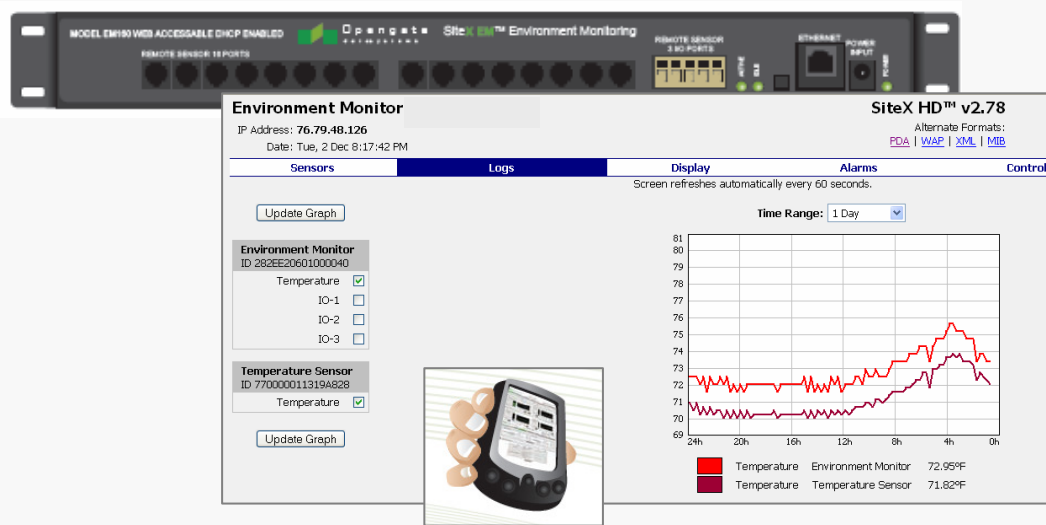 MODEL EM160 WEB ACCESSABLE DHCP ENABLED
Opengate
SiteX EM™ Environment Monitoring
REMOTE SENSOR 16 PORTS
REMOTE SENSOR
3 I/O PORTS
ACTIVE
IDLE
ETHERNET
POWER
INPUT
POWER
Environment Monitor
SiteX HD™ v2.78
IP Address: 76.79.48.126
Alternate Formats:
Date: Tue, 2 Dec 8:17:42 PM
PDA | WAP | XML | MIB
Sensors Logs Display Alarms Control
Screen refreshes automatically every 60 seconds.
Update Graph
Time Range: 1 Day
Environment Monitor
ID 282EE20601000040
Temperature
IO-1
IO-2
IO-3
Temperature Sensor
ID 770000011319A828
Temperature
Update Graph
81
80
79
78
77
76
75
74
73
72
71
70
69
24h 20h 16h 12h 8h 4h 0h
Temperature Environment Monitor 72.95ºF
Temperature Temperature Sensor 71.82ºF